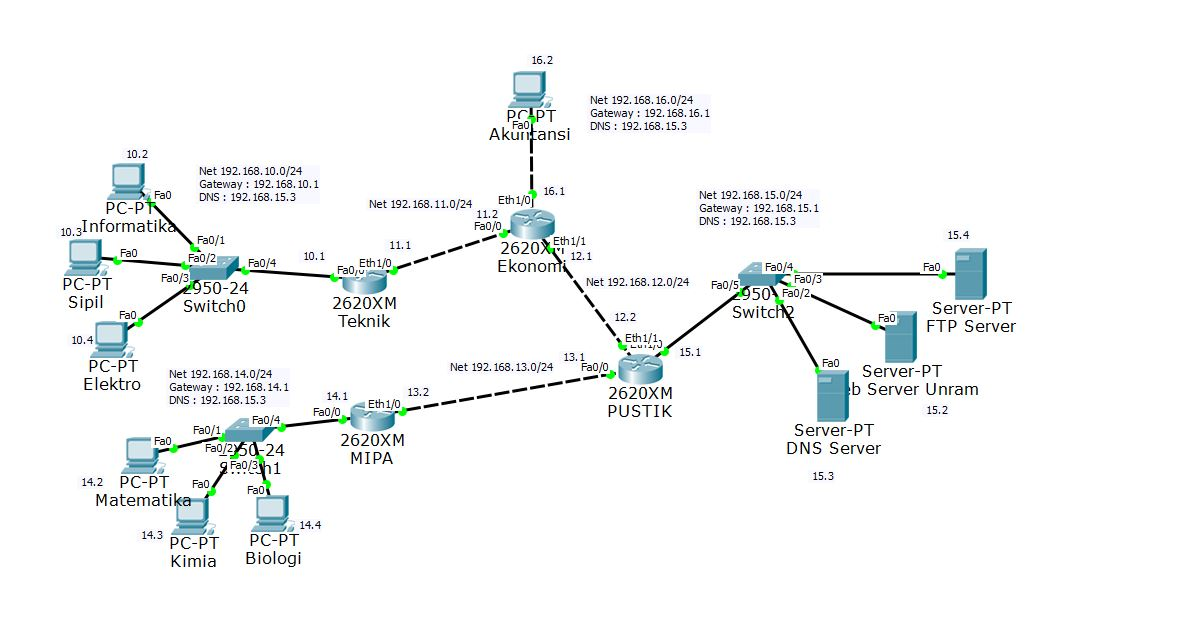 16.2
PC-PT
Akuntansi
Fa0
Net 192.168.16.0/24
Gateway : 192.168.16.1
DNS : 192.168.15.3
10.2
PC-PT
Informatika
Fa0
Net 192.168.10.0/24
Gateway : 192.168.10.1
DNS : 192.168.15.3
10.3
PC-PT
Sipil
Fa0
10.4
PC-PT
Elektro
Fa0
Fa0/1
Fa0/2
Fa0/3
Fa0/4
2950-24
Switch0
10.1
Eth1/0
2620XM
Teknik
11.1
Net 192.168.11.0/24
11.2
Fa0/0
Eth1/0
16.1
Eth1/1
12.1
2620XM
Ekonomi
Net 192.168.12.0/24
12.2
Eth1/1
Eth1/0
13.1
Fa0/0
15.1
2620XM
PUSTIK
Net 192.168.13.0/24
13.2
Eth1/0
2620XM
MIPA
14.1
Fa0/0
Net 192.168.14.0/24
Gateway : 192.168.14.1
DNS : 192.168.15.3
Fa0/1
Fa0/2
Fa0/3
Fa0/4
Fa0
PC-PT
Matematika
14.2
Fa0
PC-PT
Kimia
14.3
Fa0
PC-PT
Biologi
14.4
Net 192.168.15.0/24
Gateway : 192.168.15.1
DNS : 192.168.15.3
Fa0/4
Fa0/3
Fa0/2
Fa0/5
Switch2
15.4
Fa0
Server-PT
FTP Server
Fa0
Server-PT
Server Unram
15.2
Fa0
Server-PT
DNS Server
15.3